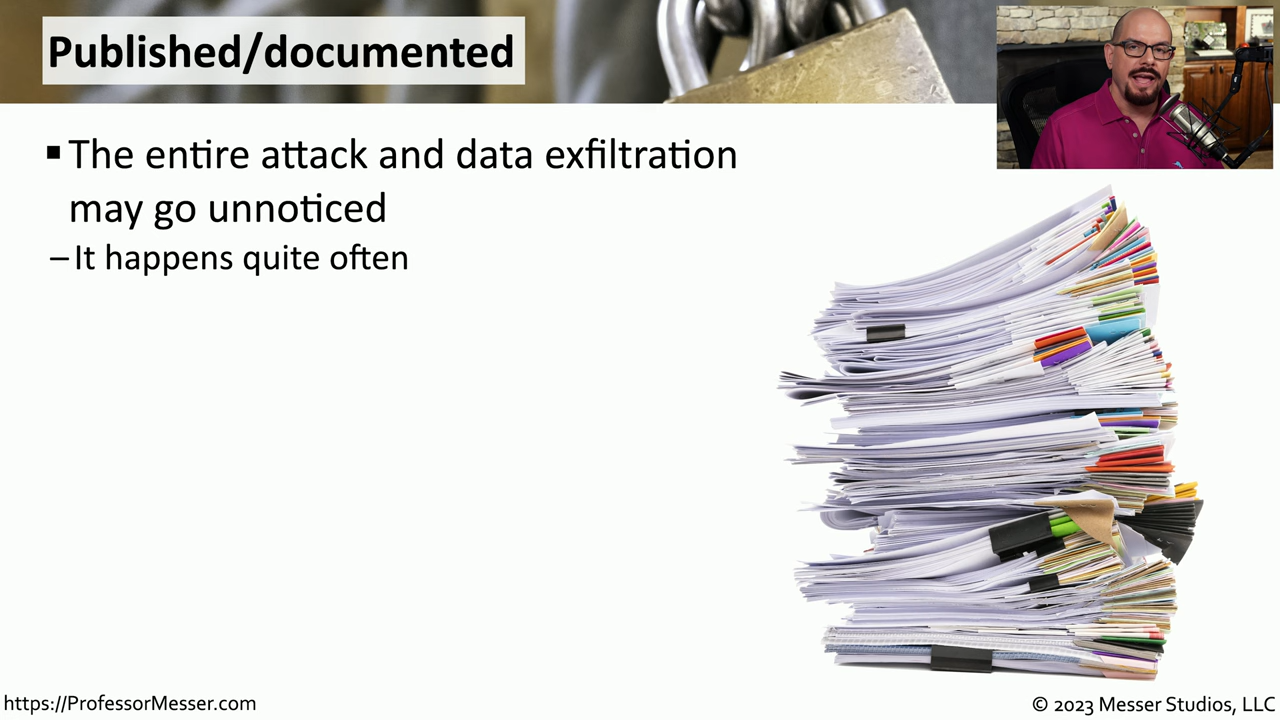 Published/documented
▪ The entire attack and data exfiltration
may go unnoticed
– It happens quite often
https://ProfessorMesser.com
© 2023 Messer Studios, LLC